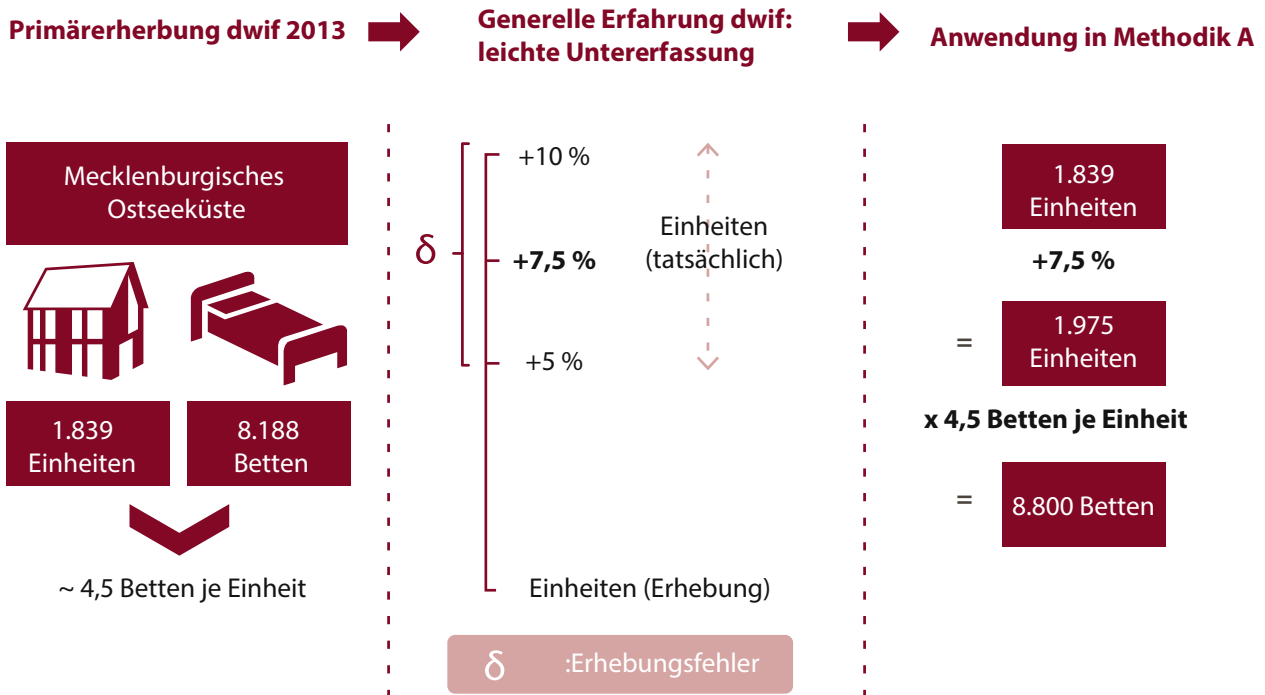 Primärerherbung dwif 2013
Generelle Erfahrung dwif:
leichte Untererfassung
Anwendung in Methodik A
Mecklenburgisches
Ostseeküste
1.839
Einheiten
8.188
Betten
~ 4,5 Betten je Einheit
δ
+10 %
+7,5 %
+5 %
Einheiten
(tatsächlich)
Einheiten (Erhebung)
δ :Erhebungsfehler
1.839
Einheiten
+7,5 %
=
1.975
Einheiten
x 4,5 Betten je Einheit
=
8.800 Betten